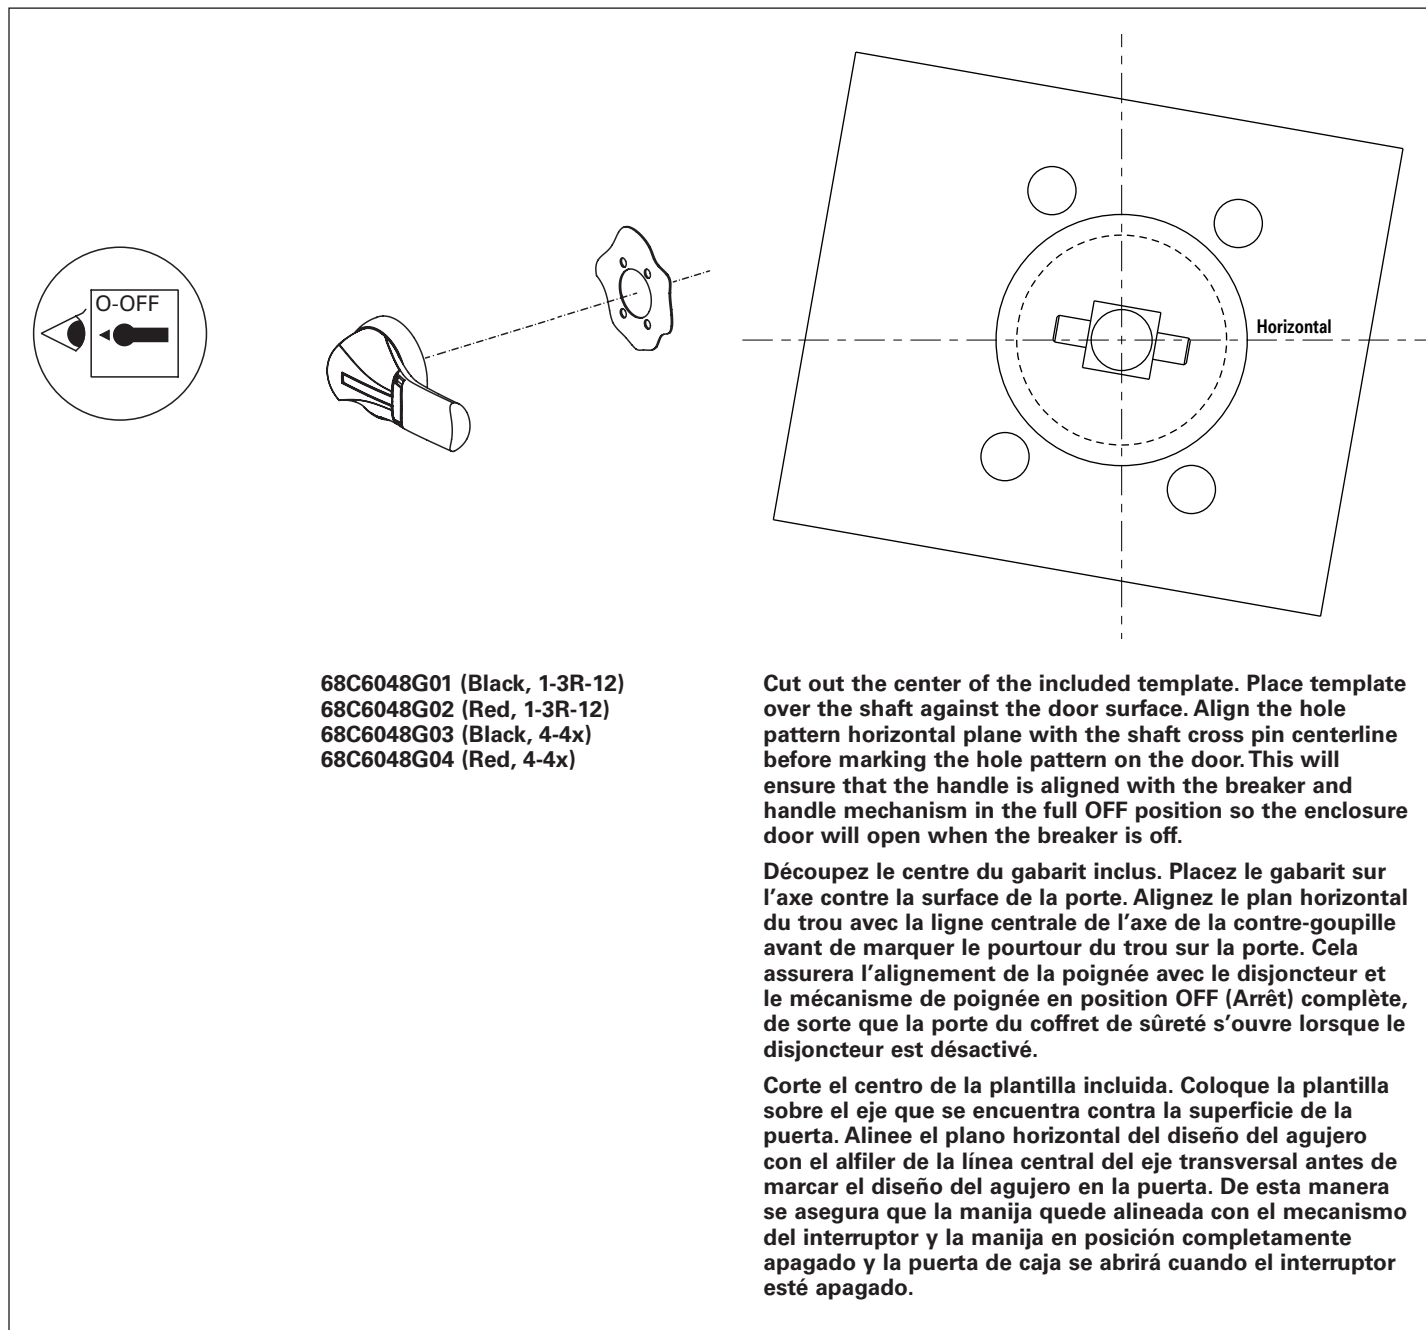 O-OFF
Horizontal
68C6048G01 (Black, 1-3R-12)
68C6048G02 (Red, 1-3R-12)
68C6048G03 (Black, 4-4x)
68C6048G04 (Red, 4-4x)
Cut out the center of the included template. Place template
over the shaft against the door surface. Align the hole
pattern horizontal plane with the shaft cross pin centerline
before marking the hole pattern on the door. This will
ensure that the handle is aligned with the breaker and
handle mechanism in the full OFF position so the enclosure
door will open when the breaker is off.
Découpez le centre du gabarit inclus. Placez le gabarit sur
l’axe contre la surface de la porte. Alignez le plan horizontal
du trou avec la ligne centrale de l’axe de la contre-goupille
avant de marquer le pourtour du trou sur la porte. Cela
assurera l’alignement de la poignée avec le disjoncteur et
le mécanisme de poignée en position OFF (Arrêt) complète,
de sorte que la porte du coffret de sûreté s’ouvre lorsque le
disjoncteur est désactivé.
Corte el centro de la plantilla incluida. Coloque la plantilla
sobre el eje que se encuentra contra la superficie de la
puerta. Alinee el plano horizontal del diseño del agujero
con el alfiler de la línea central del eje transversal antes de
marcar el diseño del agujero en la puerta. De esta manera
se asegura que la manija quede alineada con el mecanismo
del interruptor y la manija en posición completamente
apagado y la puerta de caja se abrirá cuando el interruptor
esté apagado.